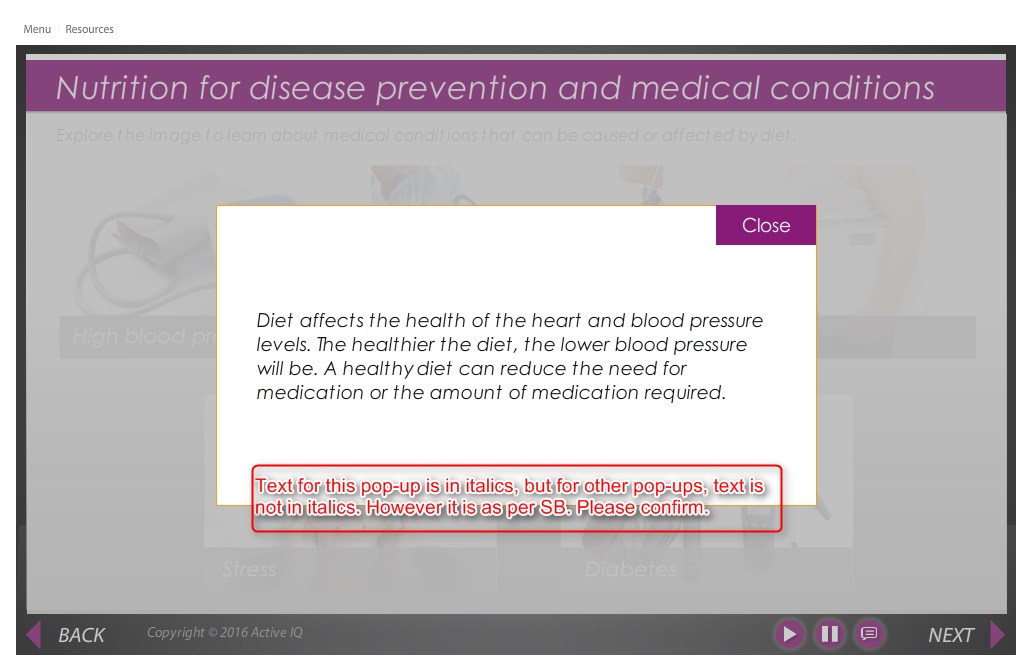 Menu Resources
Nutrition for disease prevention and medical conditions
Explore the image to learn about medical conditions that can be caused or affected by diet.
Close
High blood
Diet affects the health of the heart and blood pressure
levels. The healthier the diet, the lower blood pressure
will be. A healthy diet can reduce the need for
medication or the amount of medication required.
Text for this pop-up is in italics, but for other pop-ups, text is
not in italics. However it is as per SB. Please confirm.
Stress Diabetes
BACK Copyright © 2016 Active IQ NEXT